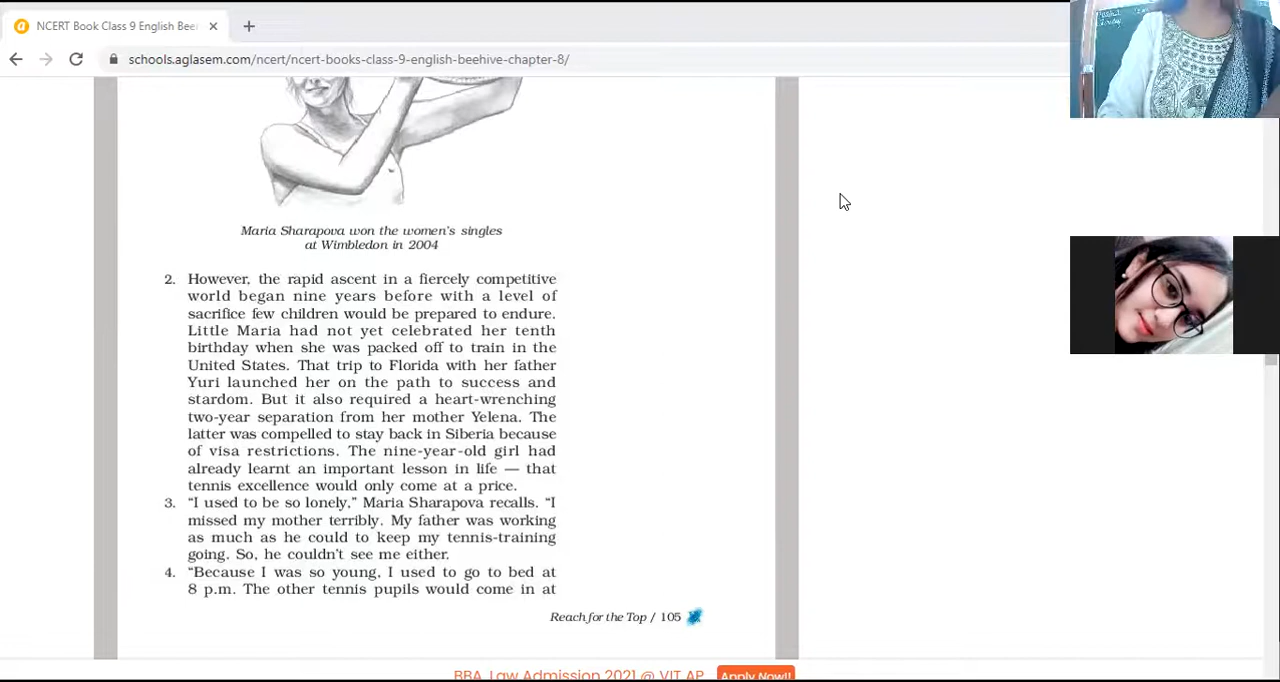 NCERT Book Class 9 English Bee
schools.aglasem.com/ncert/ncert-books-class-9-english-beehive-chapter-8/
Maria Sharapova won the women's singles
at Wimbledon in 2004
2. However, the rapid ascent in a fiercely competitive
world began nine years before with a level of
sacrifice few children would be prepared to endure.
Little Maria had not yet celebrated her tenth
birthday when she was packed off to train in the
United States. That trip to Florida with her father
Yuri launched her on the path to success and
stardom. But it also required a heart-wrenching
two-year separation from her mother Yelena. The
latter was compelled to stay back in Siberia because
of visa restrictions. The nine-year-old girl had
already learnt an important lesson in life — that
tennis excellence would only come at a price.
3. “I used to be so lonely,” Maria Sharapova recalls. “I
missed my mother terribly. My father was working
as much as he could to keep my tennis-training
going. So, he couldn't see me either.
4. “Because I was so young, I used to go to bed at
8 p.m. The other tennis pupils would come in at
Reach for the Top / 105
BBA, Law Admission 2021 @ VIT AP Apply Now!!